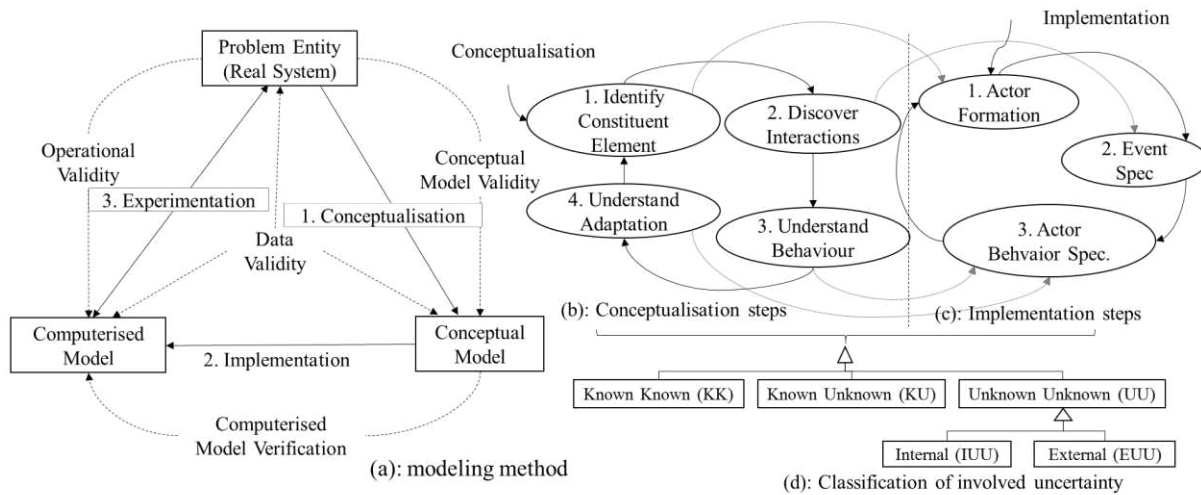 Problem Entity
(Real System)
Operational
Validity
Conceptual
Model Validity
3. Experimentation
1. Conceptualisation
Data
Validity
Computerised
Model
2. Implementation
Conceptual
Model
Computerised
Model Verification
(a): modeling method
Conceptualisation
1. Identify
Constituent
Element
2. Discover
Interactions
4. Understand
Adaptation
3. Understand
Behaviour
(b): Conceptualisation steps
Implementation
1. Actor
Formation
2. Event
Spec
3. Actor
Behvaior Spec.
(c): Implementation steps
Known Known (KK)
Known Unknown (KU)
Unknown Unknown (UU)
Internal (IUU)
External (EUU)
(d): Classification of involved uncertainty